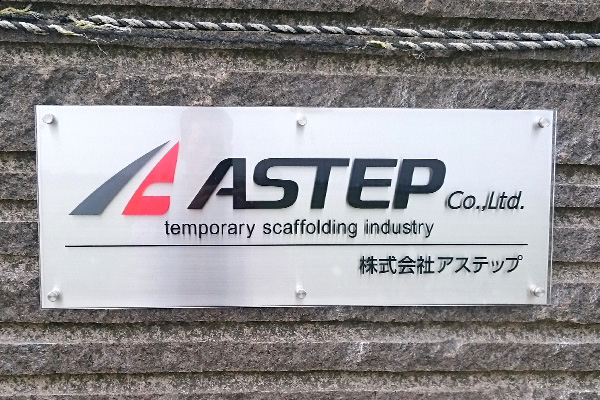 ASTEP Co.,Ltd.
temporary scaffolding industry
株式会社アステップ